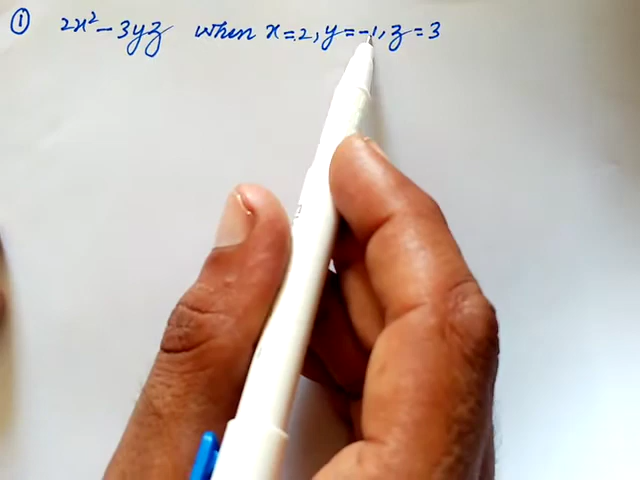 ① 2x² - 3yz when x = 2, y = -1, z = 3